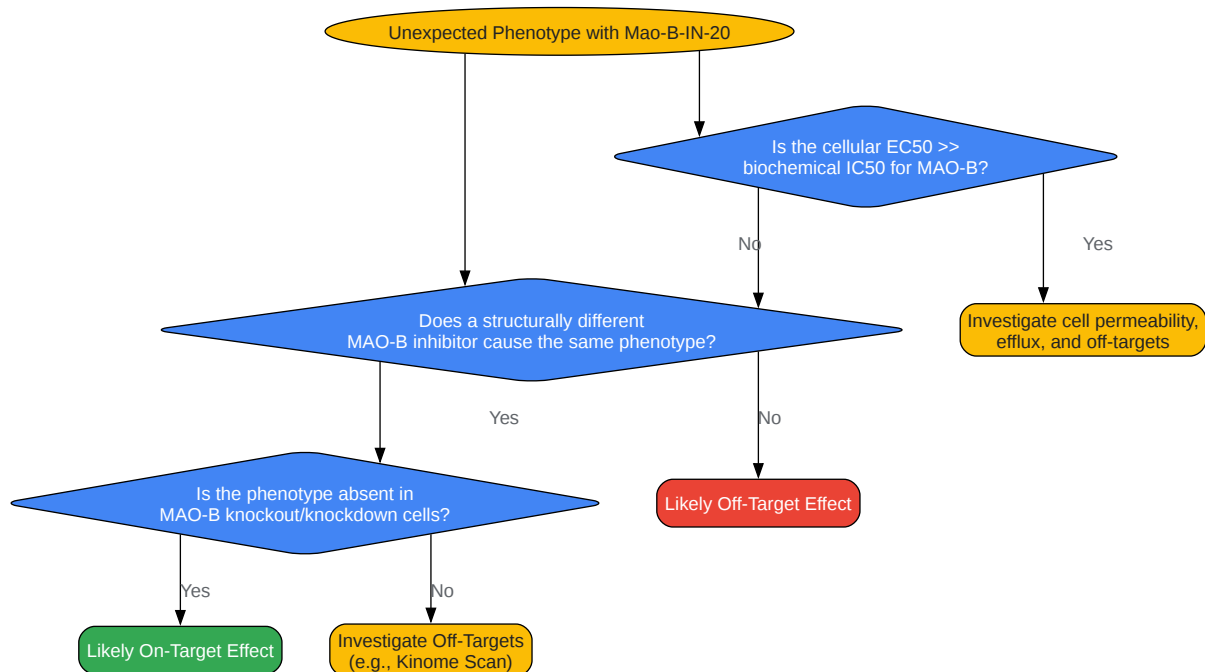 Unexpected Phenotype with Mao-B-IN-20
Is the cellular EC50 >>
biochemical IC50 for MAO-B?
No
Yes
Does a structurally different
MAO-B inhibitor cause the same phenotype?
Investigate cell permeability,
efflux, and off-targets
Yes
No
Is the phenotype absent in
MAO-B knockout/knockdown cells?
Likely Off-Target Effect
Yes
No
Likely On-Target Effect
Investigate Off-Targets
(e.g., Kinome Scan)